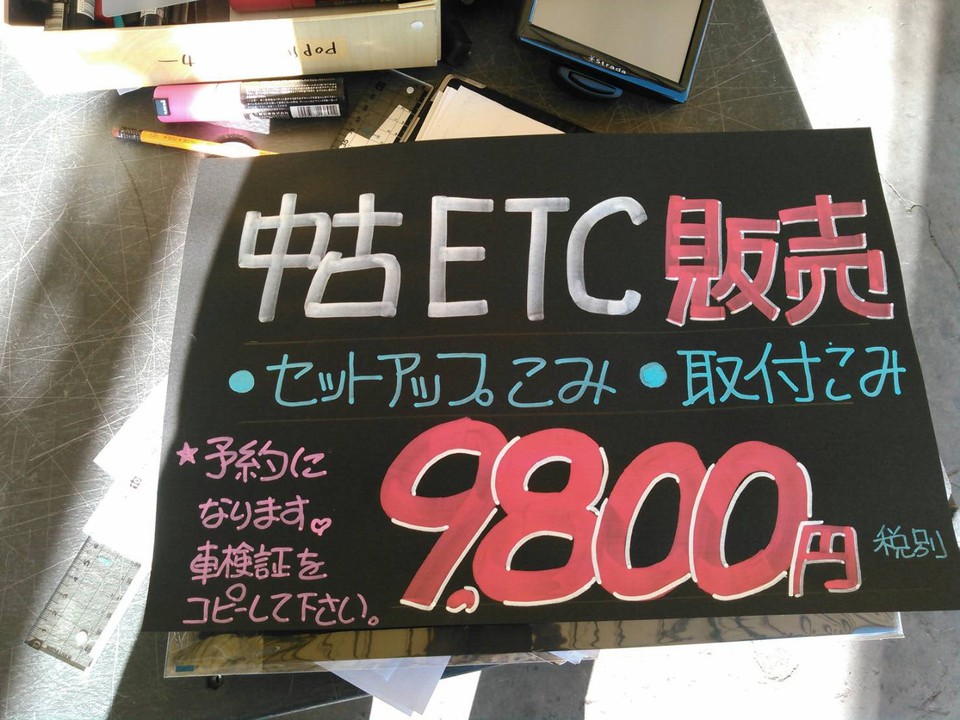 POP
Strada
中古ETC販売
●セットアップこみ ●取付こみ
★予約に
なります♡
車検証を
コピーして下さい。
9,800円 税別